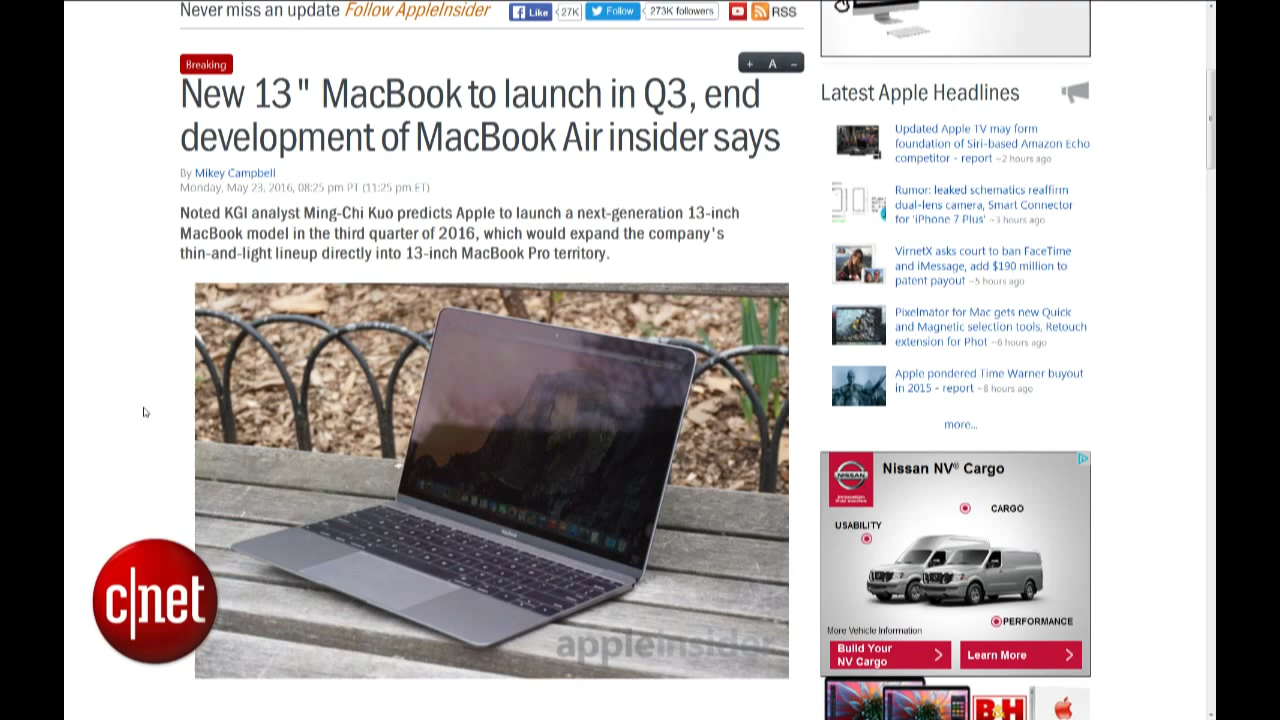 Never miss an update Follow AppleInsider
Like 27K Follow 273K followers RSS
Breaking
+ A −
New 13" MacBook to launch in Q3, end
development of MacBook Air insider says
By Mikey Campbell
Monday, May 23, 2016, 08:25 pm PT (11:25 pm ET)
Noted KGI analyst Ming-Chi Kuo predicts Apple to launch a next-generation 13-inch
MacBook model in the third quarter of 2016, which would expand the company's
thin-and-light lineup directly into 13-inch MacBook Pro territory.
appleinsider
c|net
Latest Apple Headlines
Updated Apple TV may form
foundation of Siri-based Amazon Echo
competitor - report ~2 hours ago
Rumor: leaked schematics reaffirm
dual-lens camera, Smart Connector
for 'iPhone 7 Plus' ~3 hours ago
VirnetX asks court to ban FaceTime
and iMessage, add $190 million to
patent payout ~5 hours ago
Pixelmator for Mac gets new Quick
and Magnetic selection tools, Retouch
extension for Phot ~6 hours ago
Apple pondered Time Warner buyout
in 2015 - report ~8 hours ago
more...
NISSAN
Nissan NV® Cargo
CARGO
USABILITY
PERFORMANCE
More Vehicle Information
Build Your
NV Cargo
Learn More
B&H